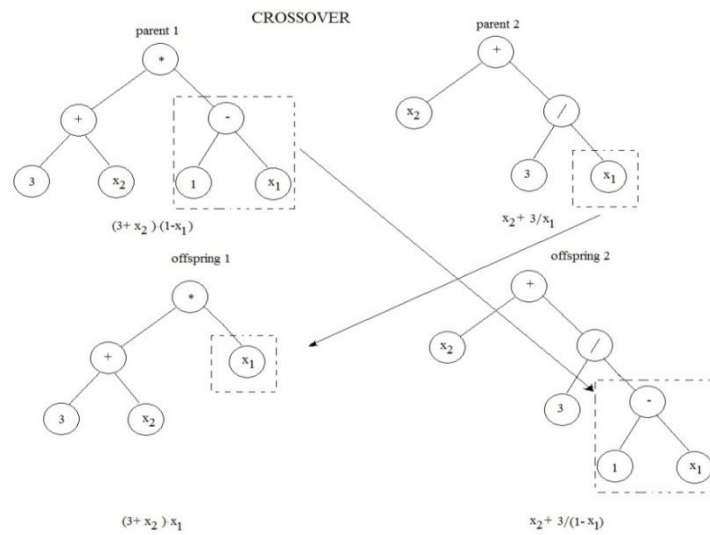 CROSSOVER
parent 1
*
+
-
3
x2
1
x1
(3+ x2 ) (1-x1)
parent 2
+
x2
/
3
x1
x2 + 3/x1
offspring 1
*
+
x1
3
x2
(3+ x2 ) · x1
offspring 2
+
x2
/
3
-
1
x1
x2 + 3/(1- x1)